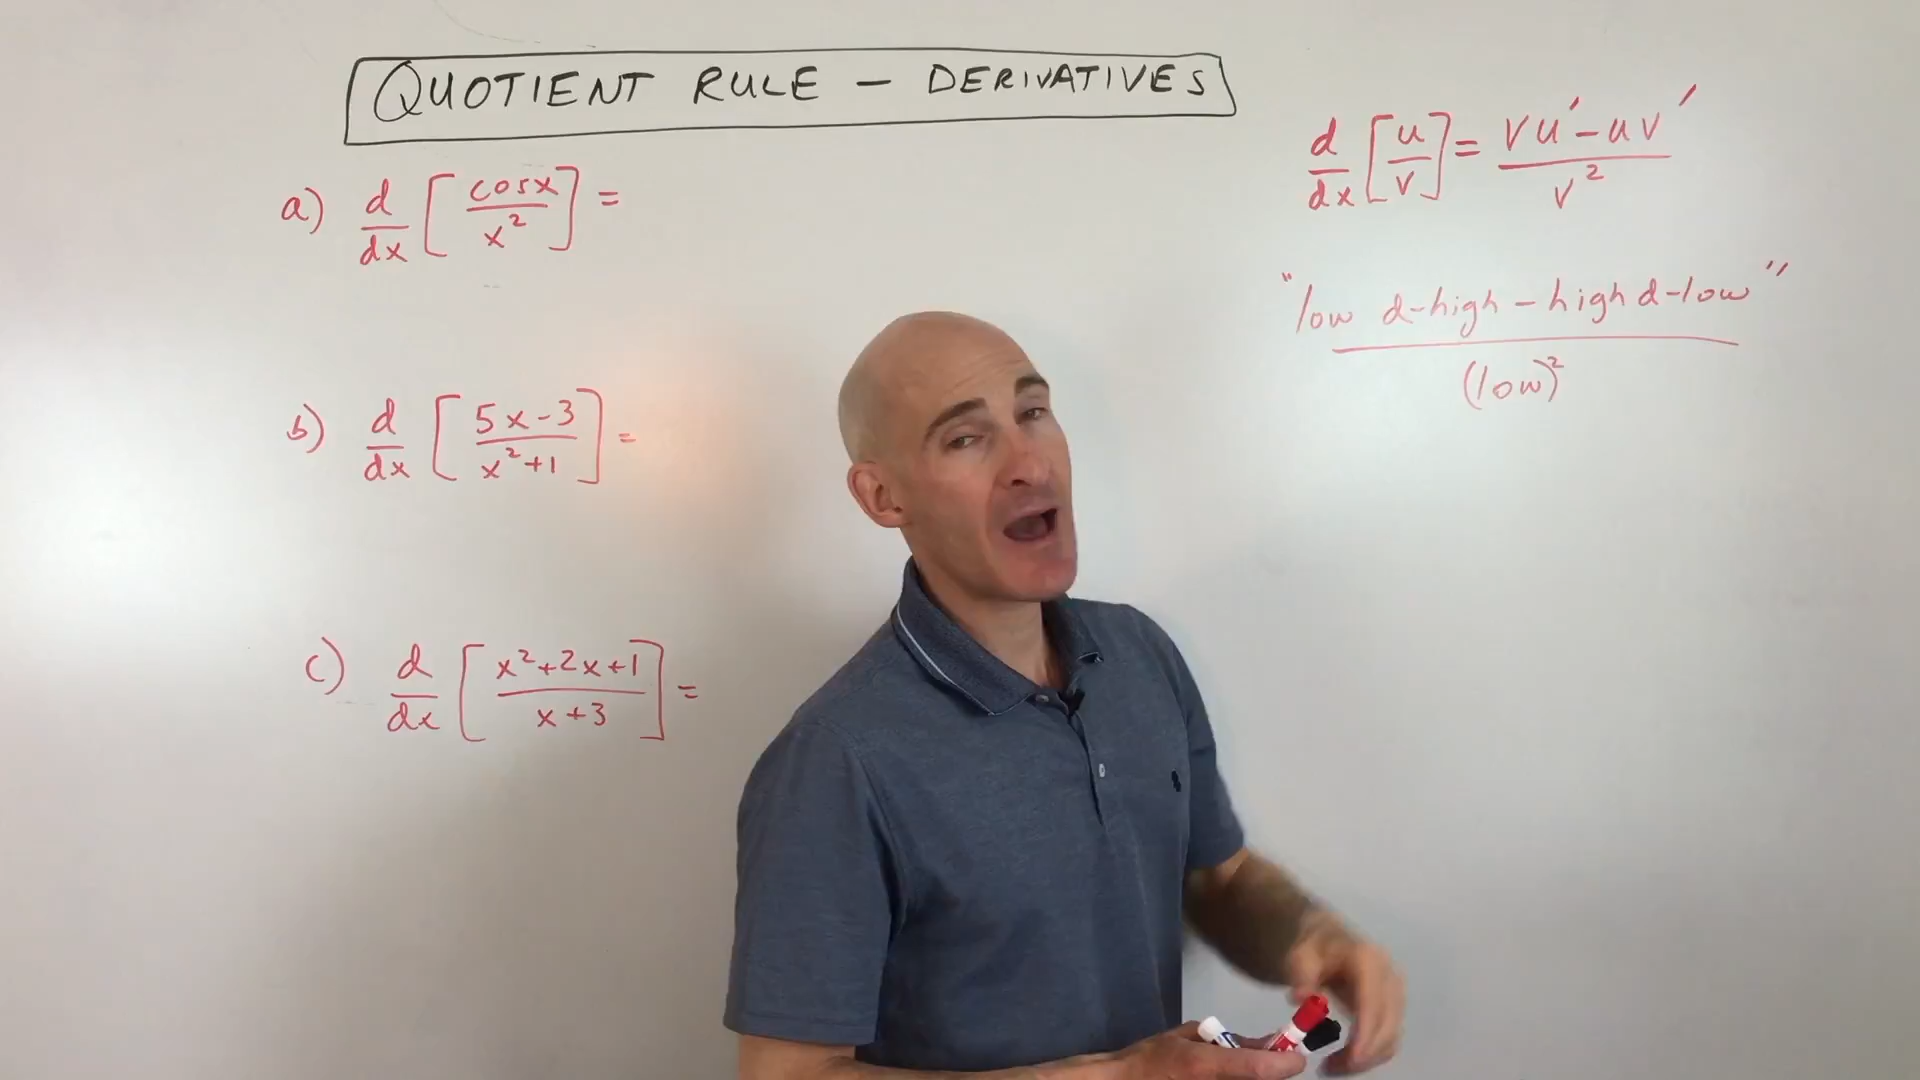 QUOTIENT RULE – DERIVATIVES
a) d/dx [cosx/x²] =
b) d/dx [5x-3/x²+1] =
c) d/dx [x²+2x+1/x+3] =
d/dx [u/v] = vu′-uv′/v²
"low d-high - high d-low"
(low)²